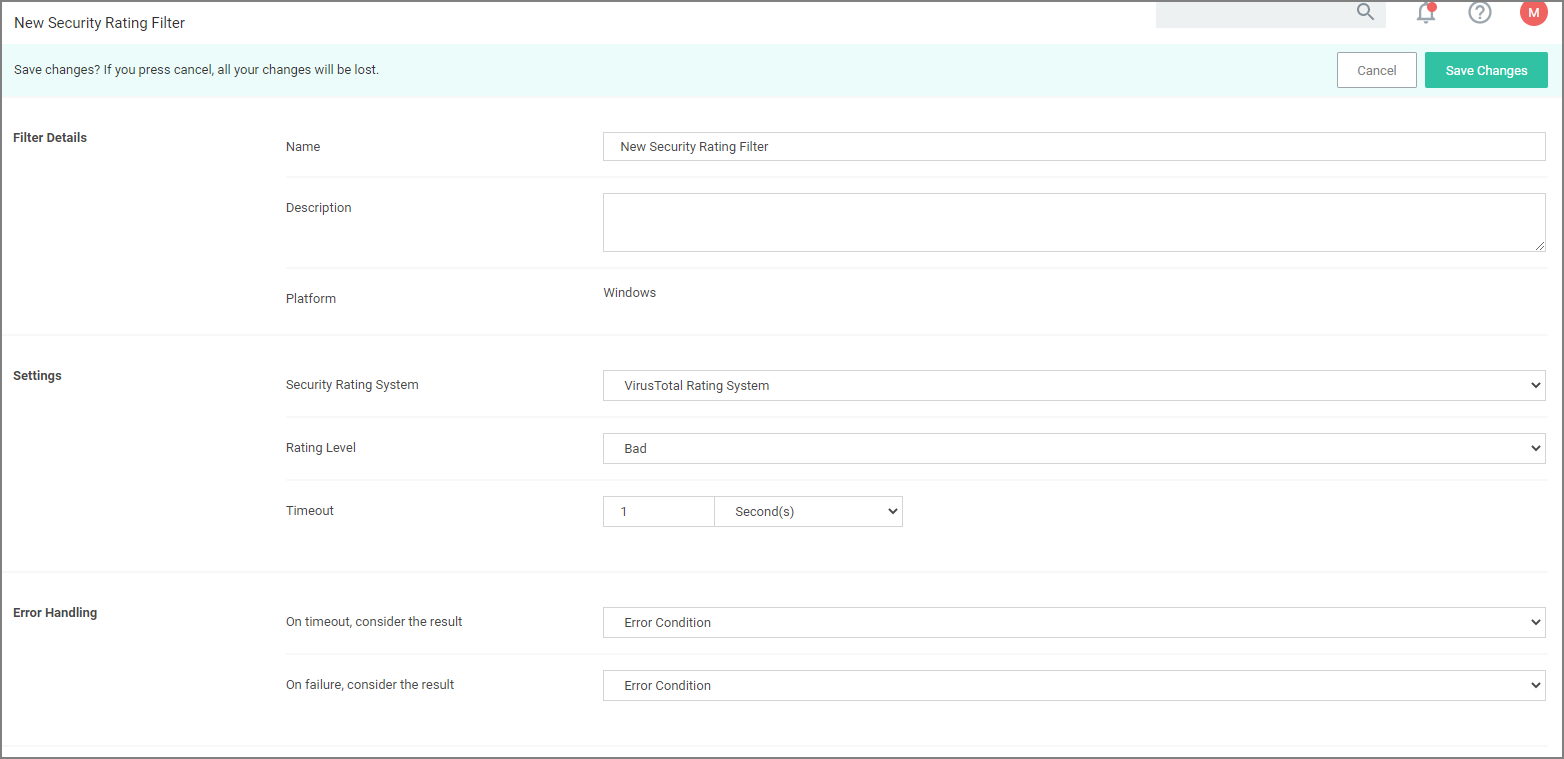 New Security Rating Filter
M
Save changes? If you press cancel, all your changes will be lost.
Cancel
Save Changes
Filter Details
Name
New Security Rating Filter
Description
Platform
Windows
Settings
Security Rating System
VirusTotal Rating System
Rating Level
Bad
Timeout
1
Second(s)
Error Handling
On timeout, consider the result
Error Condition
On failure, consider the result
Error Condition